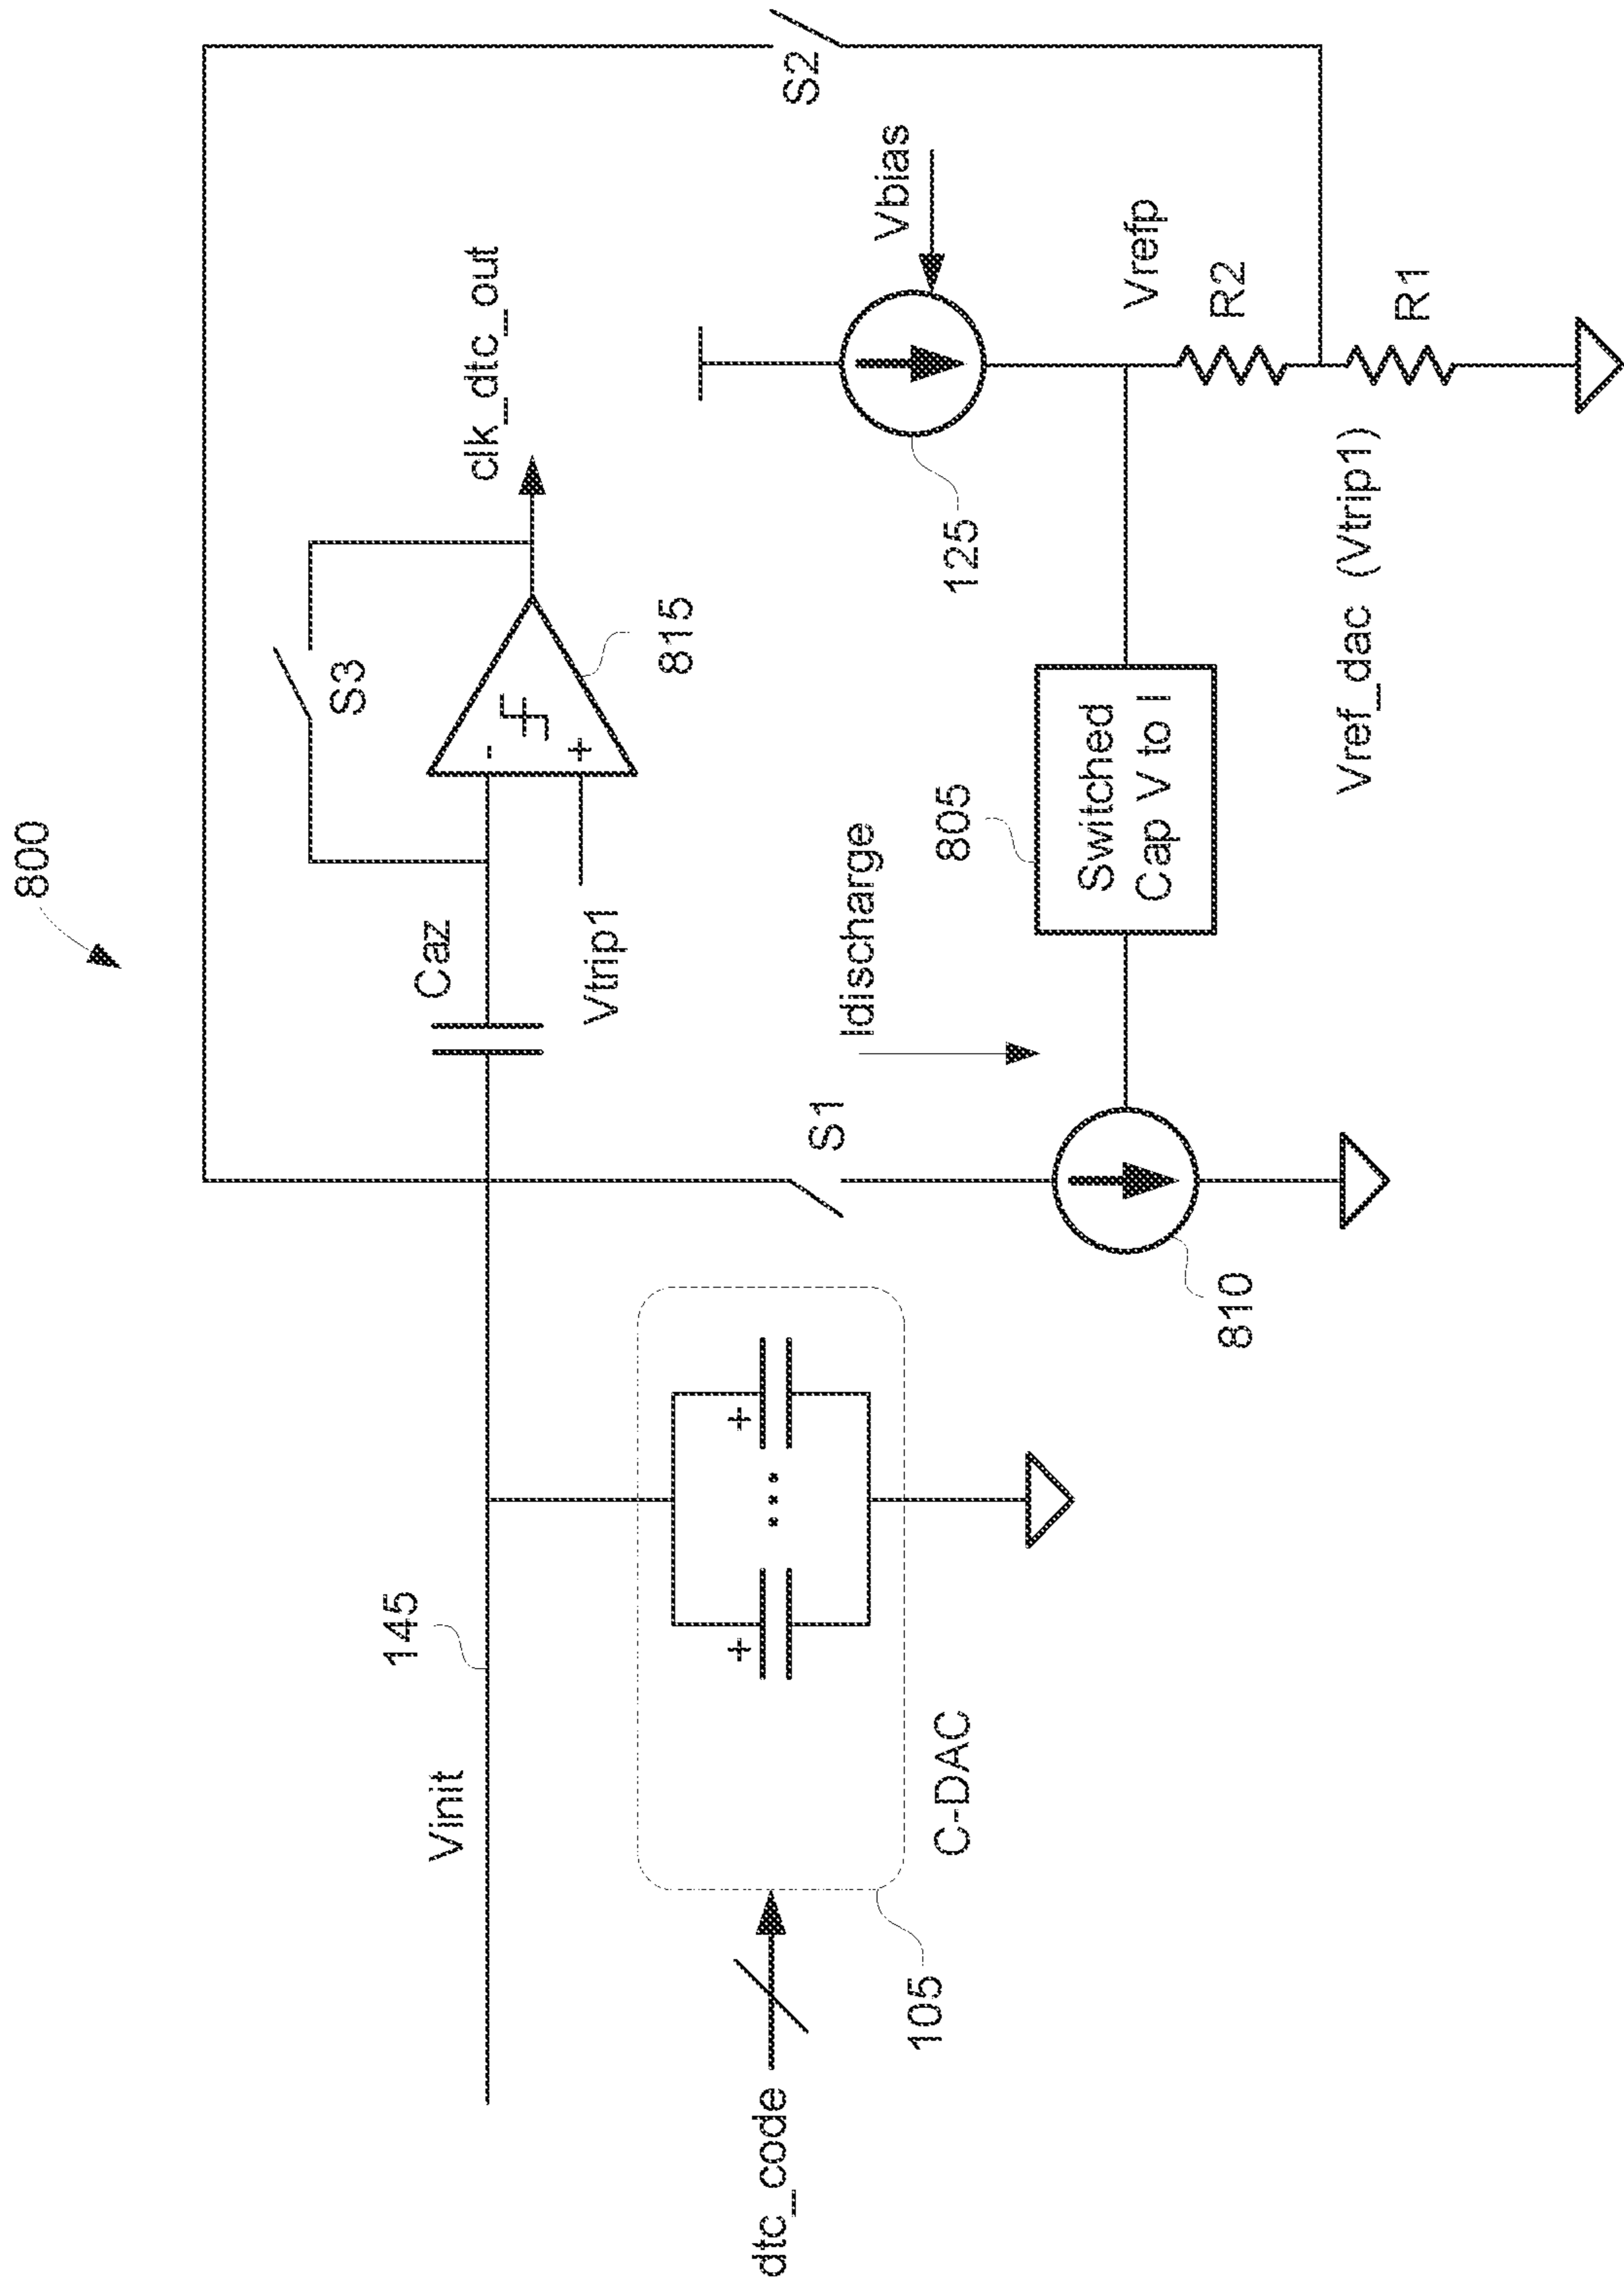 800
S3
clk_dtc_out
Caz
-
+
Vtrip1
815
S2
145
Vinit
S1
Idischarge
Vbias
125
Vrefp
R2
R1
805
Switched
Cap V to I
Vref_dac (Vtrip1)
810
dtc_code
+
+
105
C-DAC